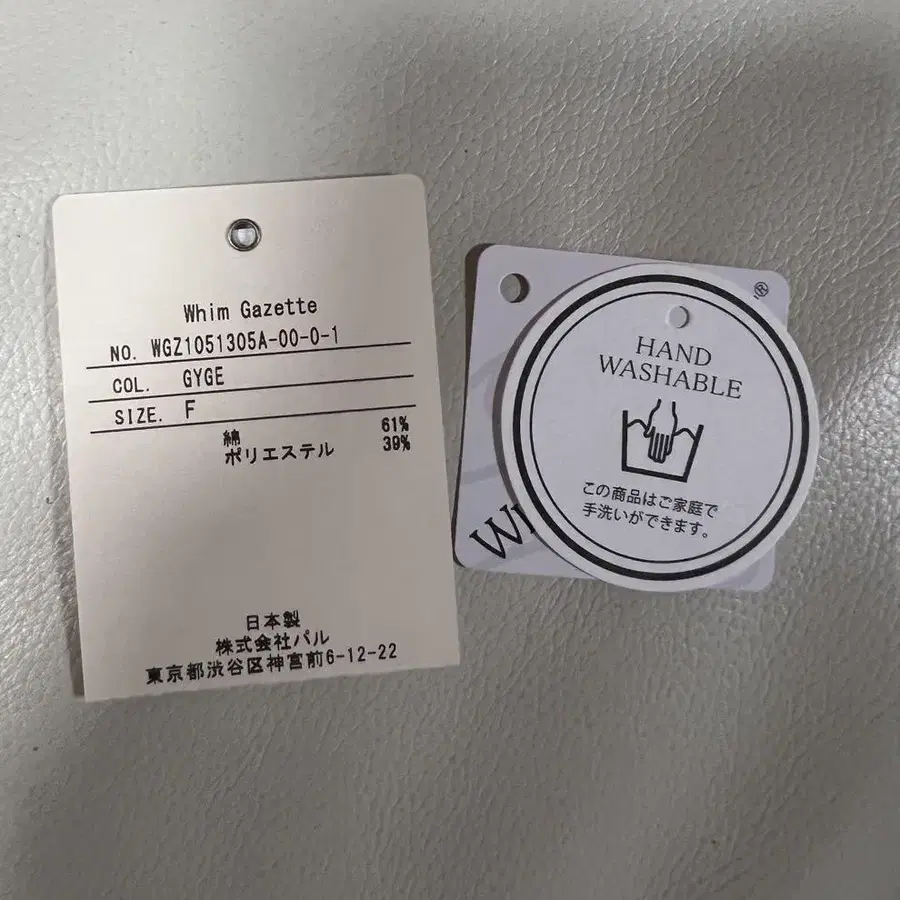 Whim Gazette
NO. WGZ1051305A-00-0-1
COL. GYGE
SIZE. F
綿 61%
ポリエステル 39%
日本製
株式会社パル
東京都渋谷区神宮前6-12-22
HAND
WASHABLE
この商品はご家庭で
手洗いができます。
®